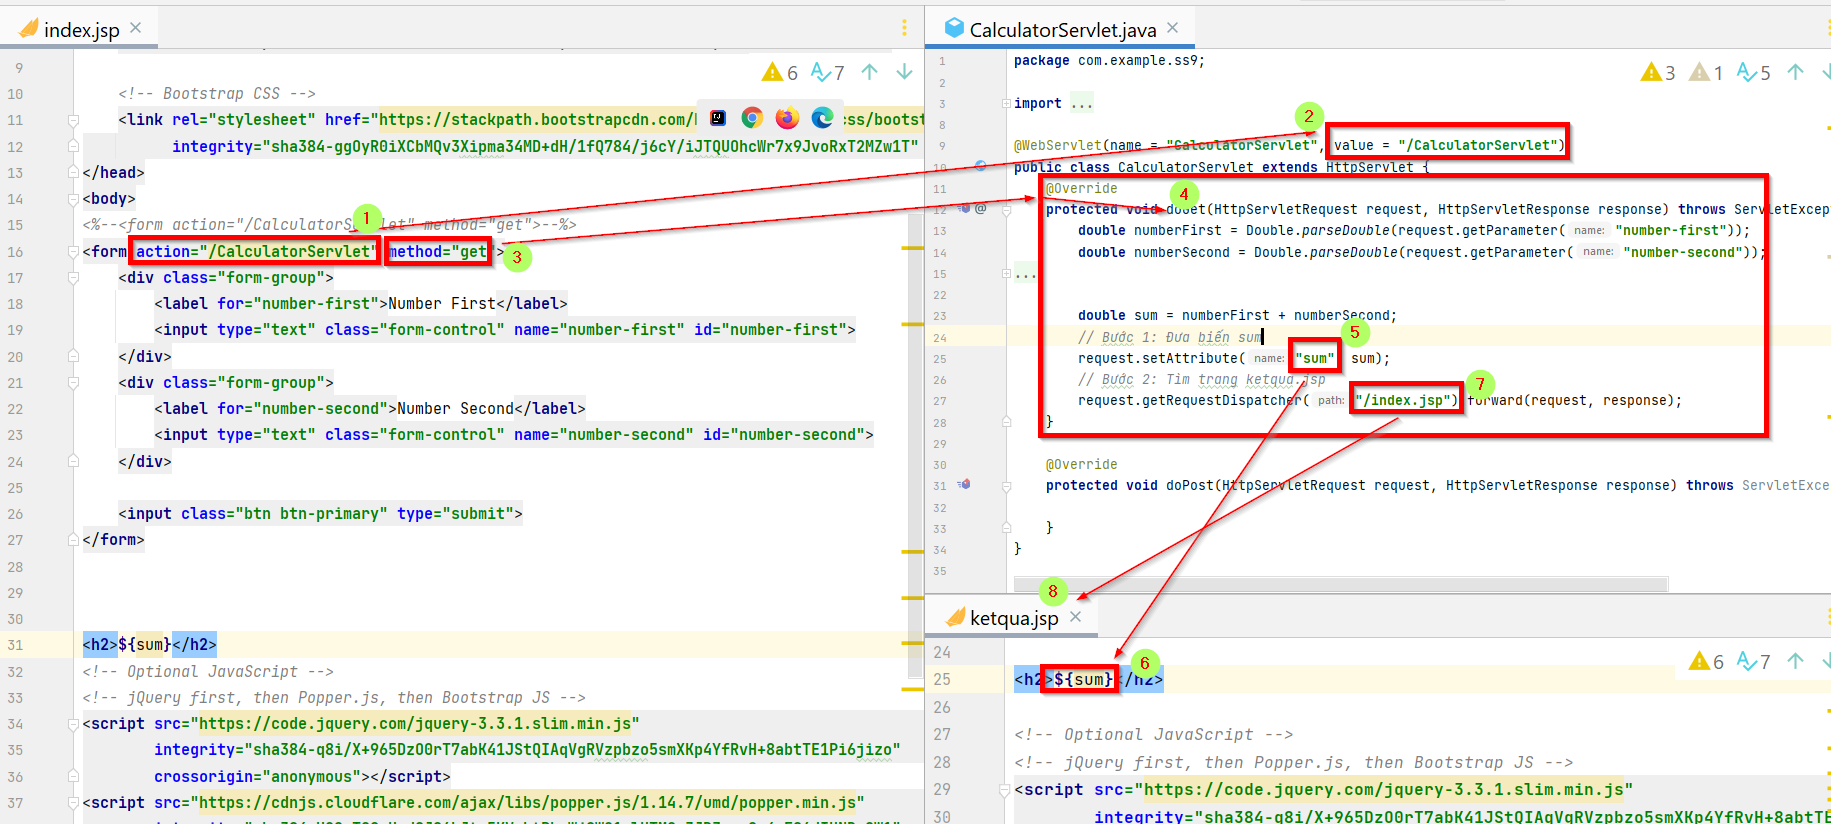 index.jsp
6 7
9
10 <!-- Bootstrap CSS -->
11 <link rel="stylesheet" href="https://stackpath.bootstrapcdn.com/ css/bootst
12 integrity="sha384-ggOyR0iXCbMQv3Xipma34MD+dH/1fQ784/j6cY/iJTQUOhcWr7x9JvoRxT2MZw1T"
13 </head>
14 <body>
15 <%--<form action="/CalculatorServlet" method="get">--%>
1
16 <form action="/CalculatorServlet" method="get">
3
17 <div class="form-group">
18 <label for="number-first">Number First</label>
19 <input type="text" class="form-control" name="number-first" id="number-first">
20 </div>
21 <div class="form-group">
22 <label for="number-second">Number Second</label>
23 <input type="text" class="form-control" name="number-second" id="number-second">
24 </div>
25
26 <input class="btn btn-primary" type="submit">
27 </form>
28
29
30
31 <h2>${sum}</h2>
32 <!-- Optional JavaScript -->
33 <!-- jQuery first, then Popper.js, then Bootstrap JS -->
34 <script src="https://code.jquery.com/jquery-3.3.1.slim.min.js"
35 integrity="sha384-q8i/X+965DzO0rT7abK41JStQIAqVgRVzpbzo5smXKp4YfRvH+8abtTE1Pi6jizo"
36 crossorigin="anonymous"></script>
37 <script src="https://cdnjs.cloudflare.com/ajax/libs/popper.js/1.14.7/umd/popper.min.js"
CalculatorServlet.java
3 1 5
1 package com.example.ss9;
2
3 import ...
8
2
9 @WebServlet(name = "CalculatorServlet", value = "/CalculatorServlet")
10 public class CalculatorServlet extends HttpServlet {
11 @Override
4
12 @ protected void doGet(HttpServletRequest request, HttpServletResponse response) throws ServletExcep
13 double numberFirst = Double.parseDouble(request.getParameter( name: "number-first"));
14 double numberSecond = Double.parseDouble(request.getParameter( name: "number-second"));
15 ...
22
23 double sum = numberFirst + numberSecond;
24 // Bước 1: Đưa biến sum
5
25 request.setAttribute( name: "sum", sum);
26 // Bước 2: Tìm trang ketqua.jsp
7
27 request.getRequestDispatcher( path: "/index.jsp").forward(request, response);
28 }
29
30 @Override
31 protected void doPost(HttpServletRequest request, HttpServletResponse response) throws ServletExce
32
33 }
34 }
35
8
ketqua.jsp
6 7
24
6
25 <h2>${sum}</h2>
26
27 <!-- Optional JavaScript -->
28 <!-- jQuery first, then Popper.js, then Bootstrap JS -->
29 <script src="https://code.jquery.com/jquery-3.3.1.slim.min.js"
30 integrity="sha384-q8i/X+965DzO0rT7abK41JStQIAqVgRVzpbzo5smXKp4YfRvH+8abtTE